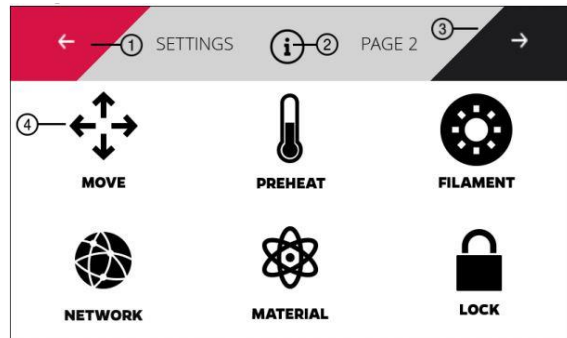 1 SETTINGS i 2 PAGE 2 3
4
MOVE PREHEAT FILAMENT
NETWORK MATERIAL LOCK